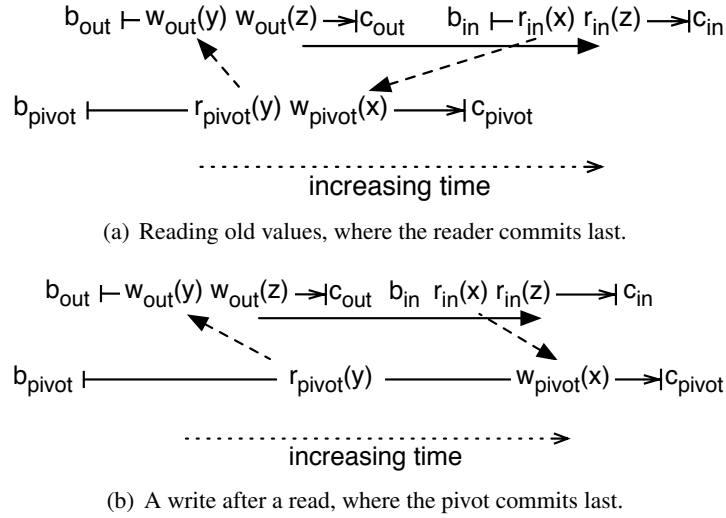 b_out w_out(y) w_out(z) c_out b_in r_in(x) r_in(z) c_in
b_pivot r_pivot(y) w_pivot(x) c_pivot
increasing time
(a) Reading old values, where the reader commits last.
b_out w_out(y) w_out(z) c_out b_in r_in(x) r_in(z) c_in
b_pivot r_pivot(y) w_pivot(x) c_pivot
increasing time
(b) A write after a read, where the pivot commits last.